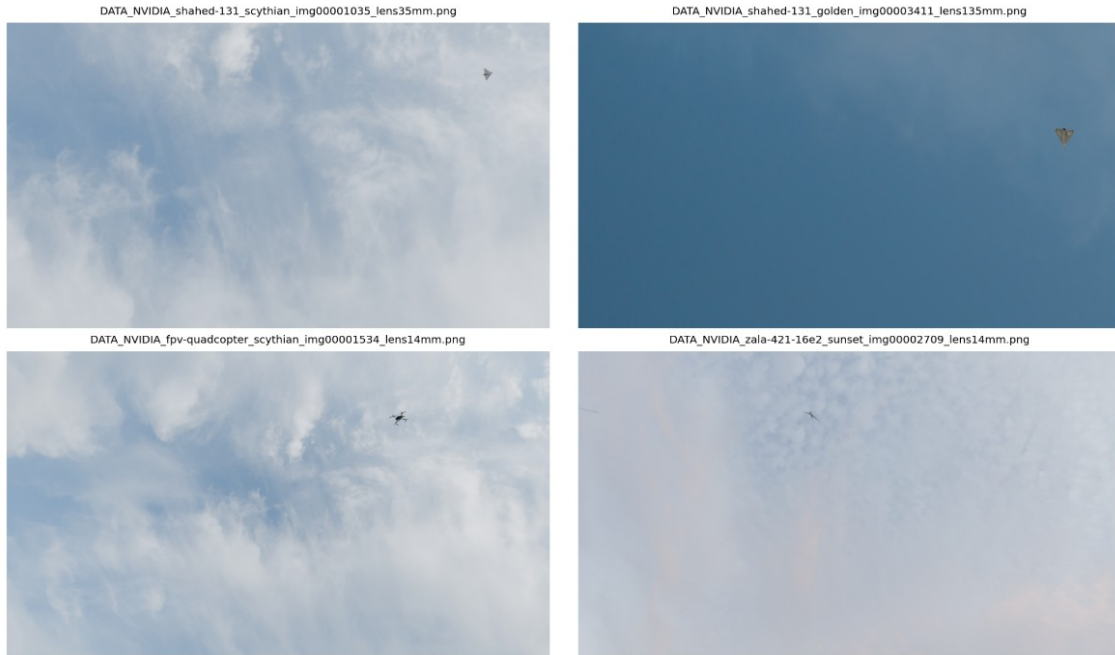 DATA_NVIDIA_shahed-131_scythian_img00001035_lens35mm.png
DATA_NVIDIA_shahed-131_golden_img00003411_lens135mm.png
DATA_NVIDIA_fpv-quadcopter_scythian_img00001534_lens14mm.png
DATA_NVIDIA_zala-421-16e2_sunset_img00002709_lens14mm.png